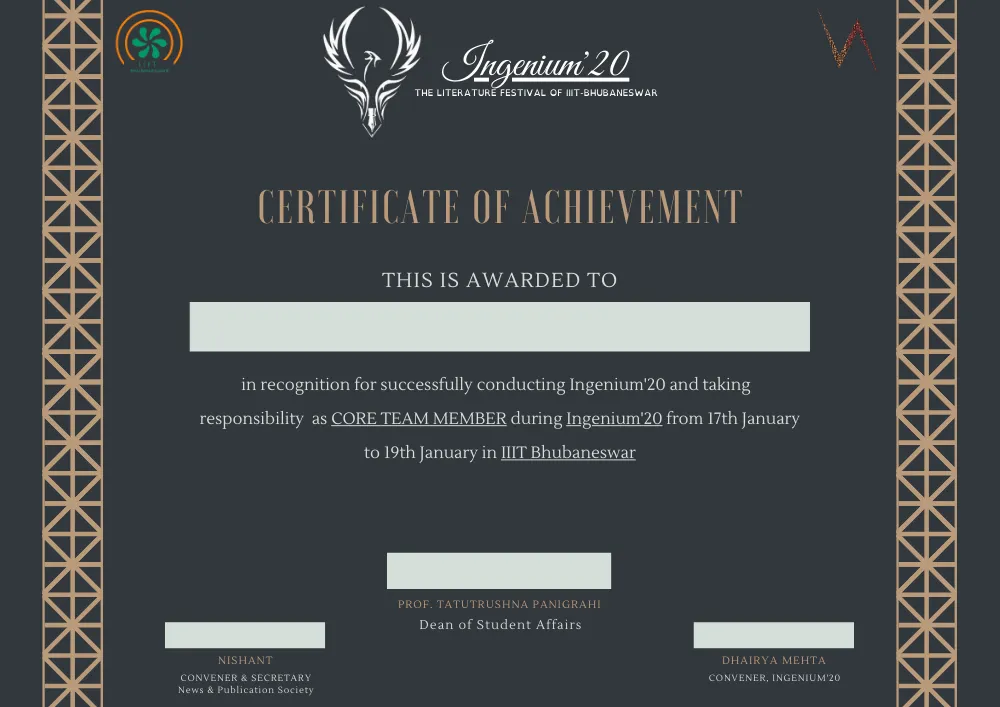 Ingenium'20
THE LITERATURE FESTIVAL OF IIIT-BHUBANESWAR
CERTIFICATE OF ACHIEVEMENT
THIS IS AWARDED TO
in recognition for successfully conducting Ingenium'20 and taking
responsibility as CORE TEAM MEMBER during Ingenium'20 from 17th January
to 19th January in IIIT Bhubaneswar
PROF. TATUTRUSHNA PANIGRAHI
Dean of Student Affairs
NISHANT
CONVENER & SECRETARY
News & Publication Society
DHAIRYA MEHTA
CONVENER, INGENIUM'20